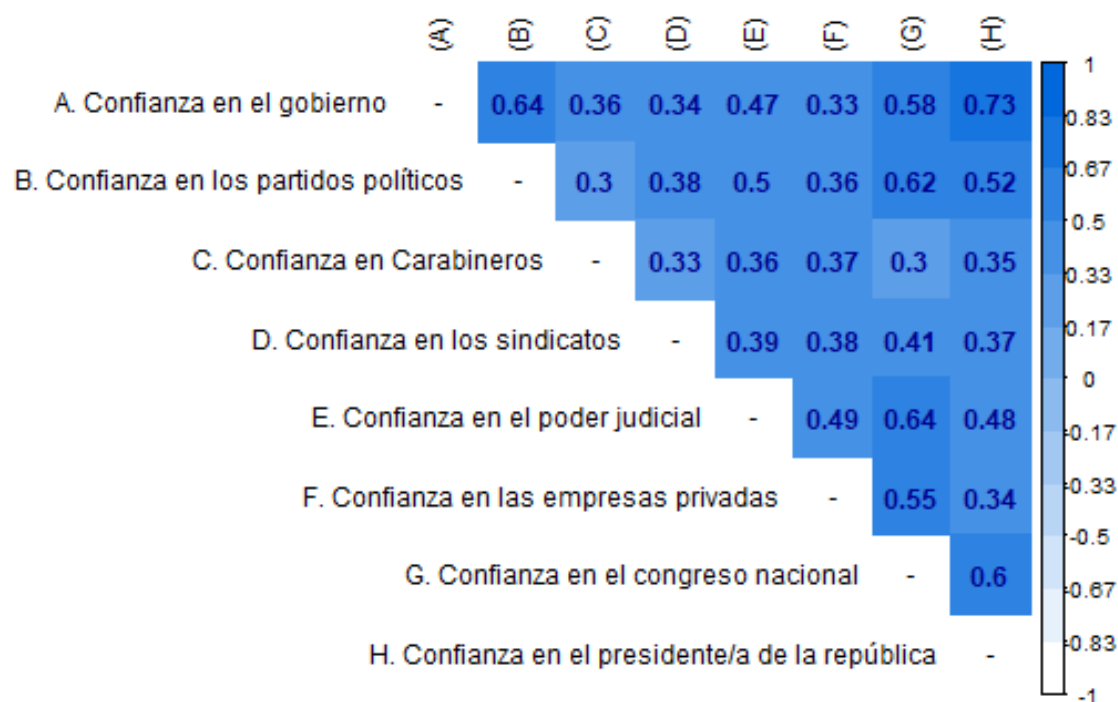 (A) (B) (C) (D) (E) (F) (G) (H)
A. Confianza en el gobierno - 0.64 0.36 0.34 0.47 0.33 0.58 0.73
B. Confianza en los partidos políticos - 0.3 0.38 0.5 0.36 0.62 0.52
C. Confianza en Carabineros - 0.33 0.36 0.37 0.3 0.35
D. Confianza en los sindicatos - 0.39 0.38 0.41 0.37
E. Confianza en el poder judicial - 0.49 0.64 0.48
F. Confianza en las empresas privadas - 0.55 0.34
G. Confianza en el congreso nacional - 0.6
H. Confianza en el presidente/a de la república -
1
0.83
0.67
0.5
0.33
0.17
0
-0.17
-0.33
-0.5
-0.67
-0.83
-1